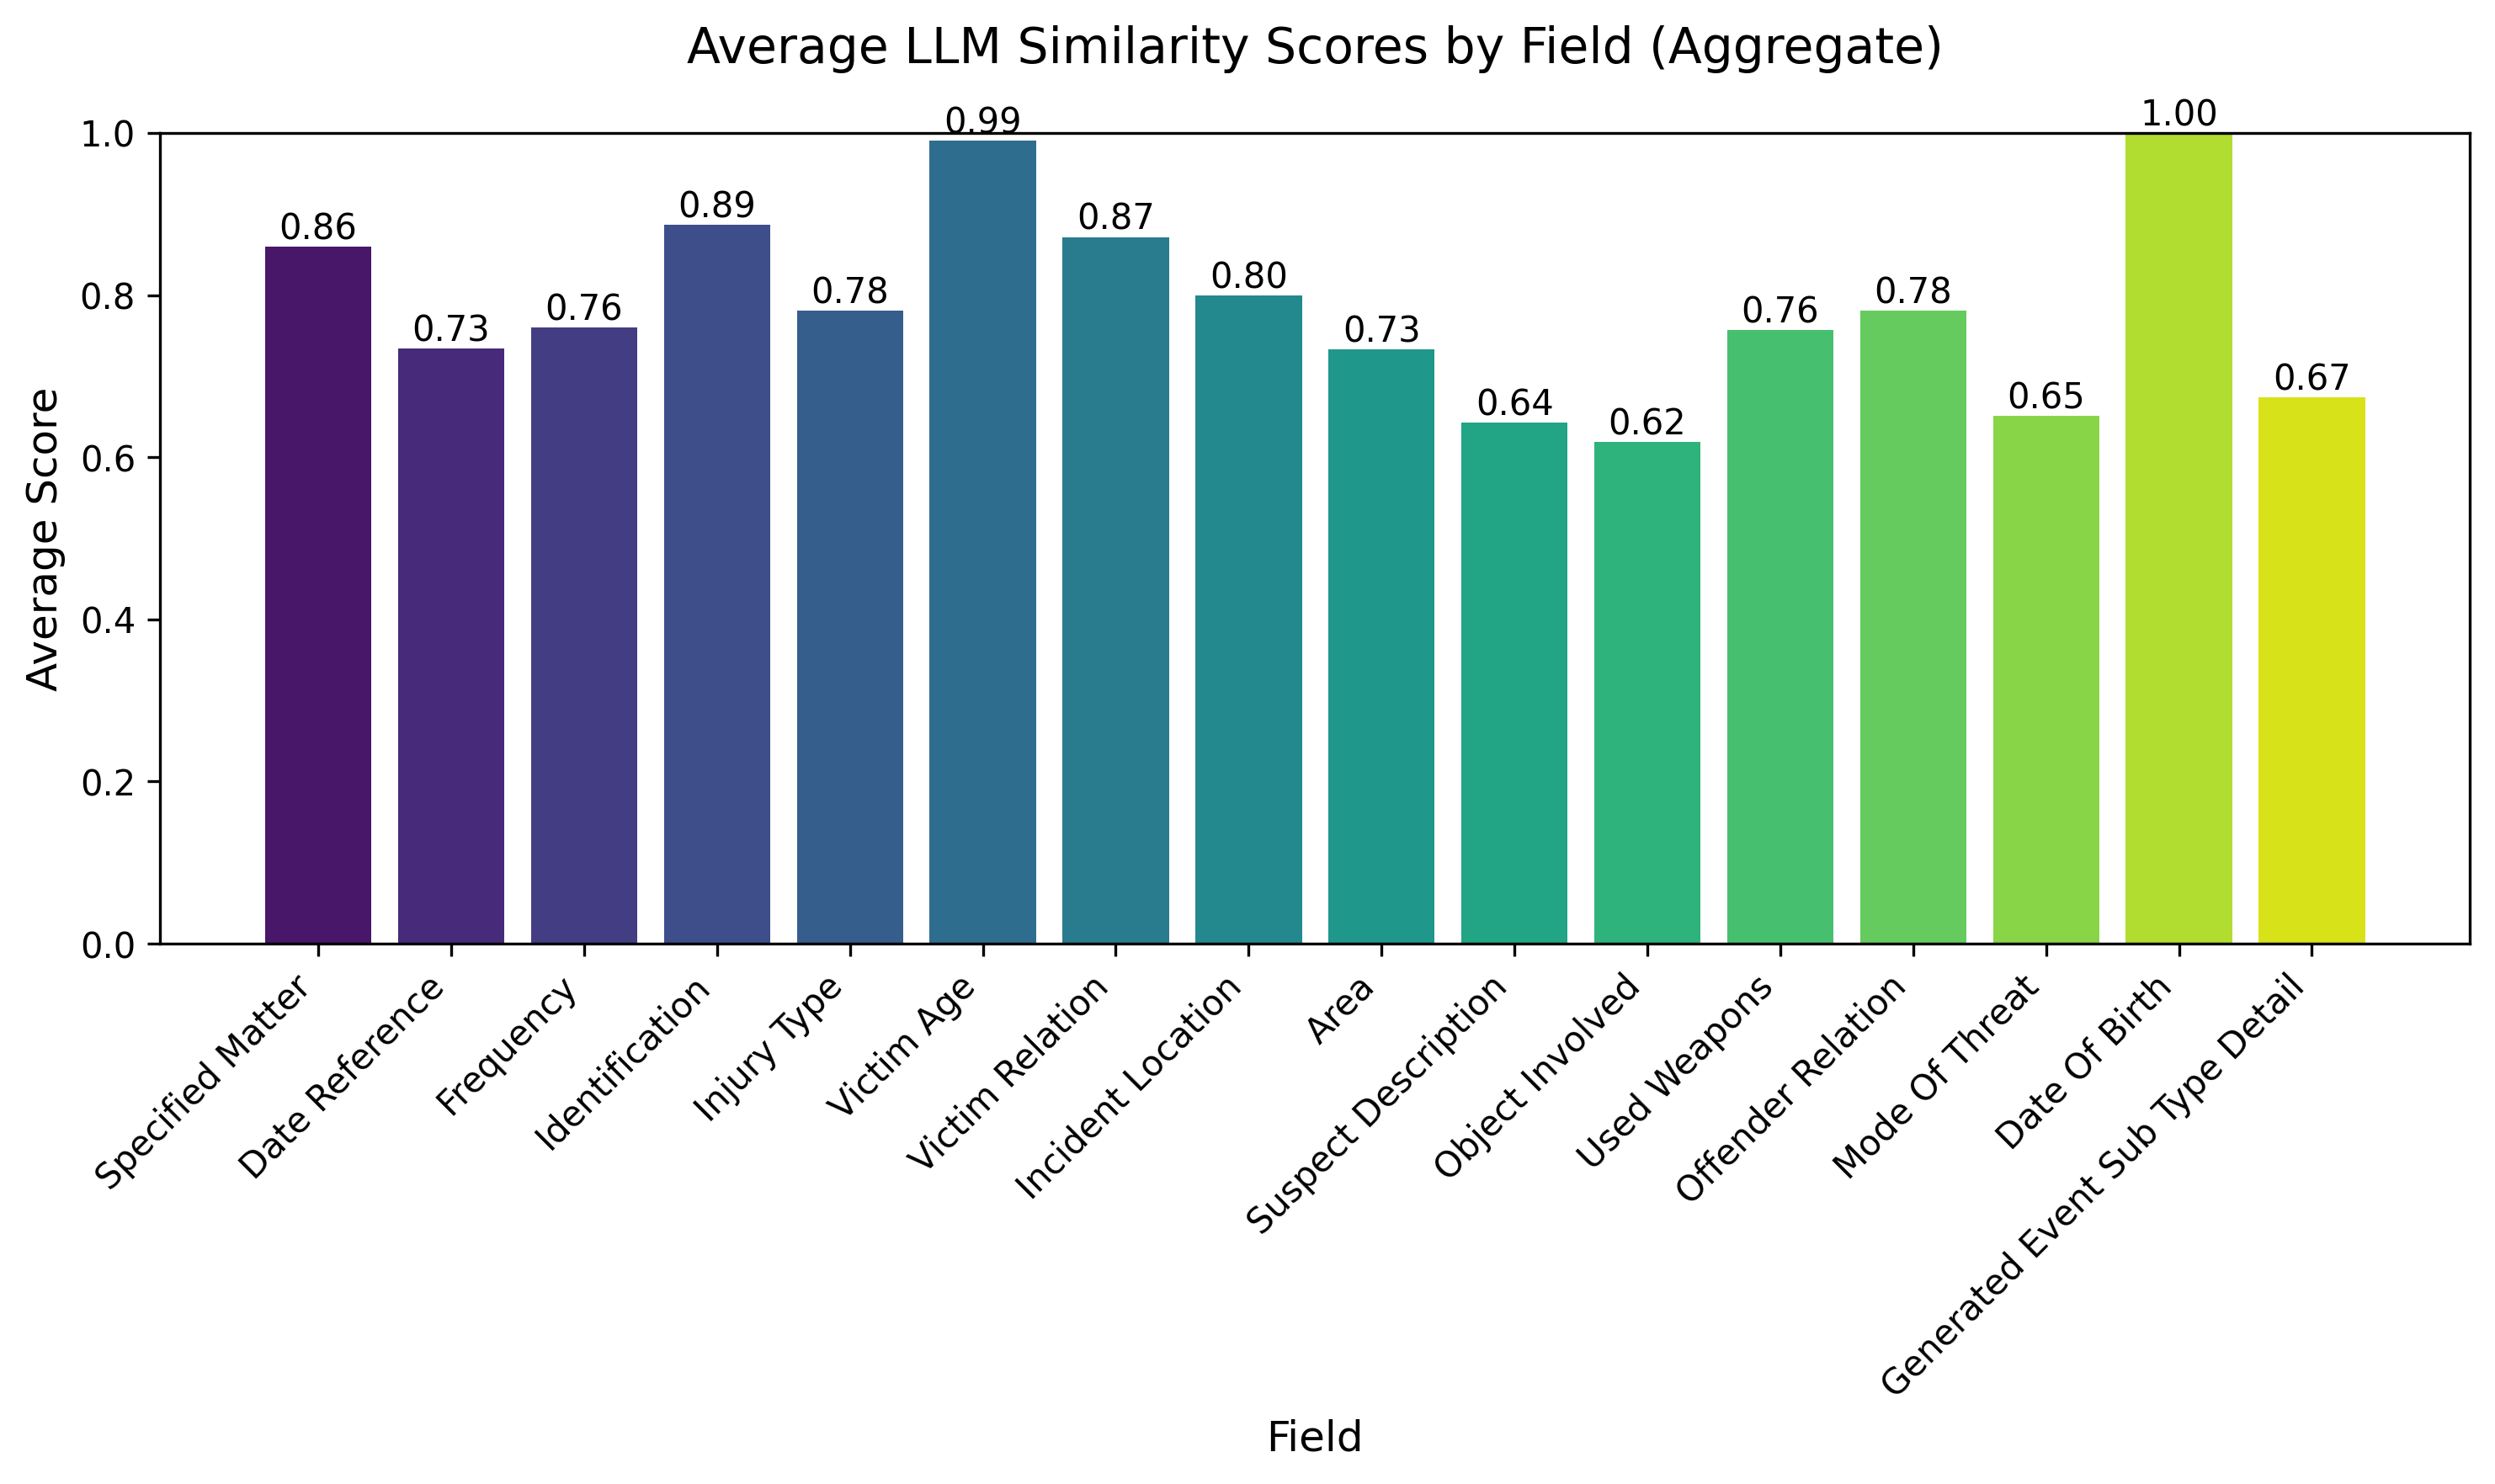 Average LLM Similarity Scores by Field (Aggregate)
Average Score
1.0
0.8
0.6
0.4
0.2
0.0
0.86
0.73
0.76
0.89
0.78
0.99
0.87
0.80
0.73
0.64
0.62
0.76
0.78
0.65
1.00
0.67
Specified Matter
Date Reference
Frequency
Identification
Injury Type
Victim Age
Victim Relation
Incident Location
Area
Suspect Description
Object Involved
Used Weapons
Offender Relation
Mode Of Threat
Date Of Birth
Generated Event Sub Type Detail
Field